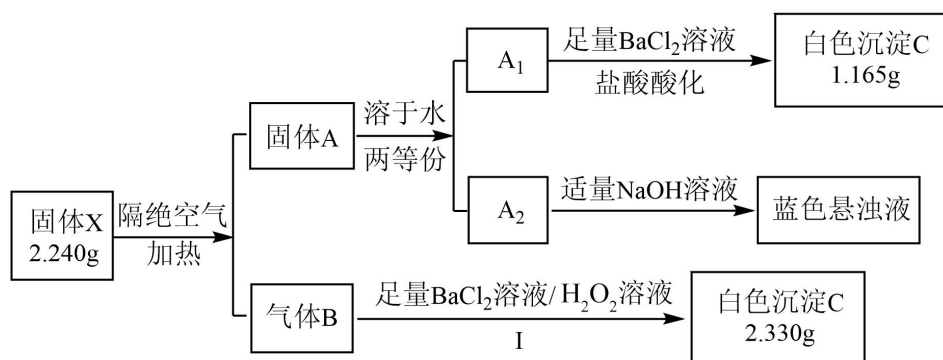 固体X
2.240g
隔绝空气
加热
固体A
溶于水
两等份
A₁
足量BaCl₂溶液
盐酸酸化
白色沉淀C
1.165g
A₂
适量NaOH溶液
蓝色悬浊液
气体B
足量BaCl₂溶液/H₂O₂溶液
I
白色沉淀C
2.330g